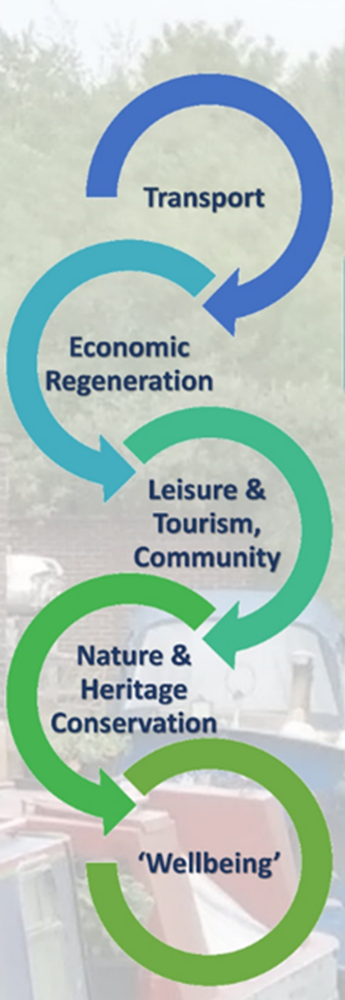 Transport
Economic
Regeneration
Leisure &
Tourism,
Community
Nature &
Heritage
Conservation
‘Wellbeing’